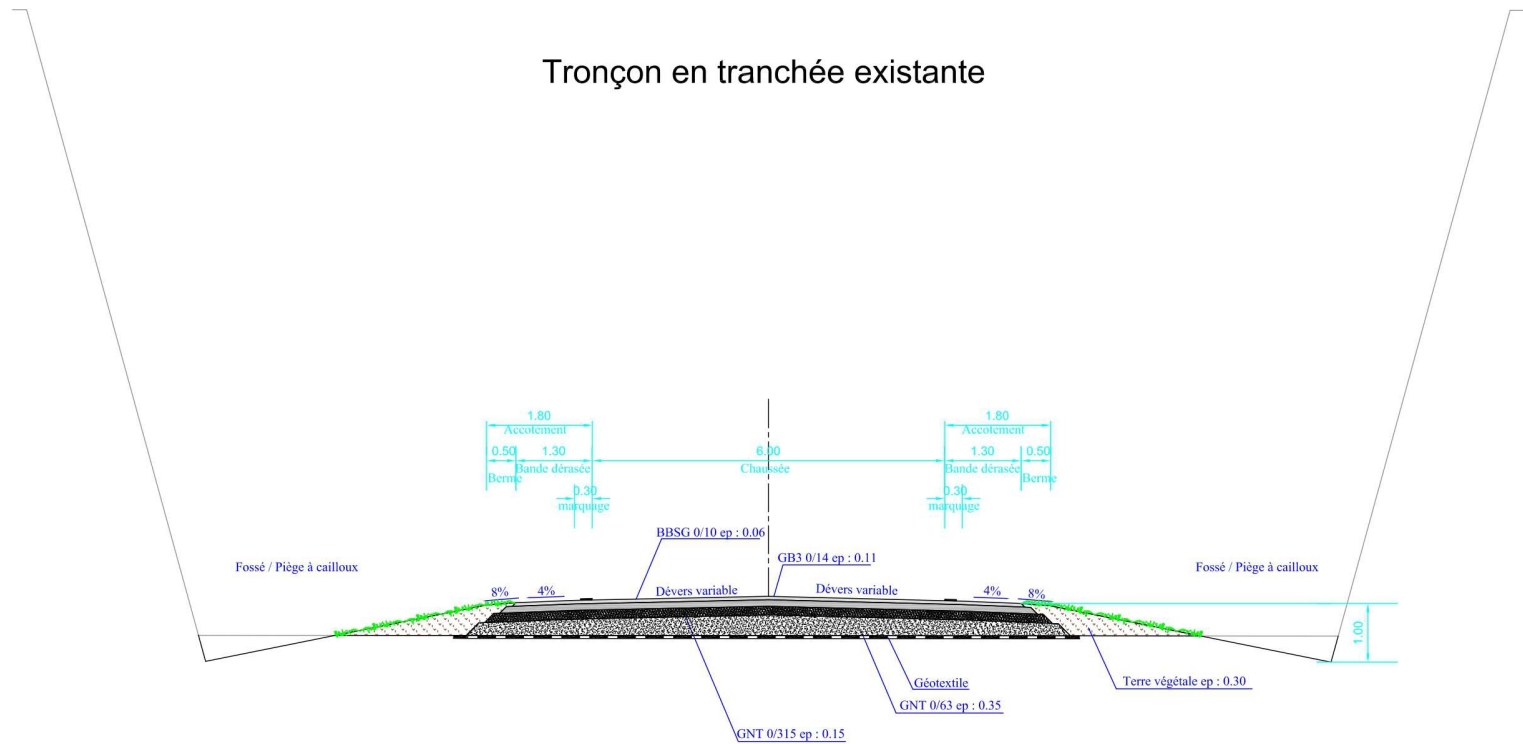 Tronçon en tranchée existante
1.80
Accotement
1.80
Accotement
0.50
1.30
6.00
1.30
0.50
Berme
Bande dérasée
Chaussée
Bande dérasée
Berme
0.30
marquage
0.30
marquage
BBSG 0/10 ep : 0.06
GB3 0/14 ep : 0.11
Fossé / Piège à cailloux
Fossé / Piège à cailloux
8%
4%
Dévers variable
Dévers variable
4%
8%
1.00
Géotextile
Terre végétale ep : 0.30
GNT 0/63 ep : 0.35
GNT 0/315 ep : 0.15